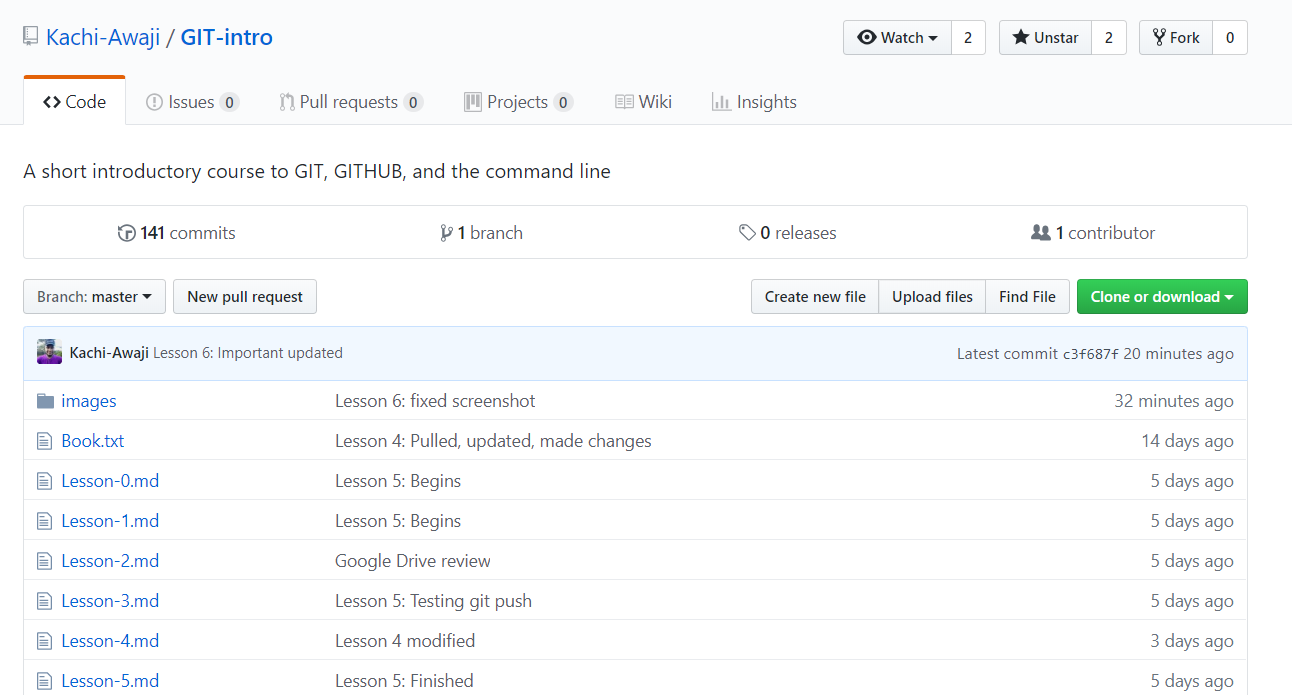 Kachi-Awaji / GIT-intro Watch 2 Unstar 2 Fork 0
Code Issues 0 Pull requests 0 Projects 0 Wiki Insights
A short introductory course to GIT, GITHUB, and the command line
141 commits 1 branch 0 releases 1 contributor
Branch: master New pull request Create new file Upload files Find File Clone or download
Kachi-Awaji Lesson 6: Important updated Latest commit c3f687f 20 minutes ago
images Lesson 6: fixed screenshot 32 minutes ago
Book.txt Lesson 4: Pulled, updated, made changes 14 days ago
Lesson-0.md Lesson 5: Begins 5 days ago
Lesson-1.md Lesson 5: Begins 5 days ago
Lesson-2.md Google Drive review 5 days ago
Lesson-3.md Lesson 5: Testing git push 5 days ago
Lesson-4.md Lesson 4 modified 3 days ago
Lesson-5.md Lesson 5: Finished 5 days ago